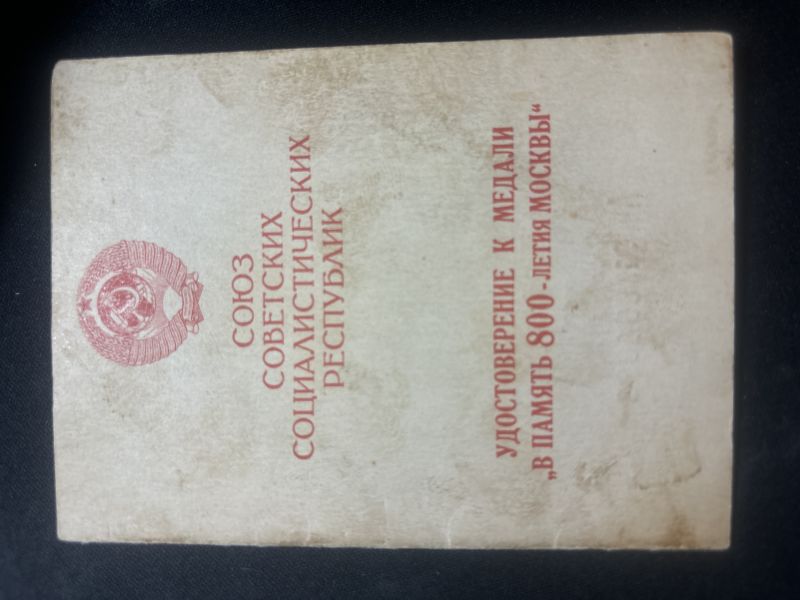 СОЮЗ
СОВЕТСКИХ
СОЦИАЛИСТИЧЕСКИХ
РЕСПУБЛИК
УДОСТОВЕРЕНИЕ К МЕДАЛИ
„В ПАМЯТЬ 800-ЛЕТИЯ МОСКВЫ“